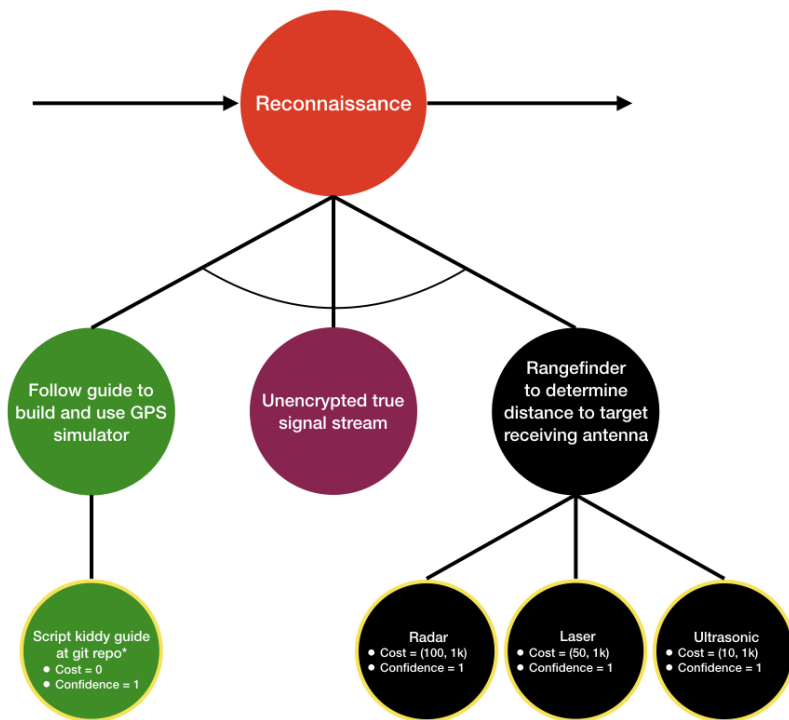 Reconnaissance
Follow guide to
build and use GPS
simulator
Unencrypted true
signal stream
Rangefinder
to determine
distance to target
receiving antenna
Script kiddy guide
at git repo*
● Cost = 0
● Confidence = 1
Radar
● Cost = (100, 1k)
● Confidence = 1
Laser
● Cost = (50, 1k)
● Confidence = 1
Ultrasonic
● Cost = (10, 1k)
● Confidence = 1